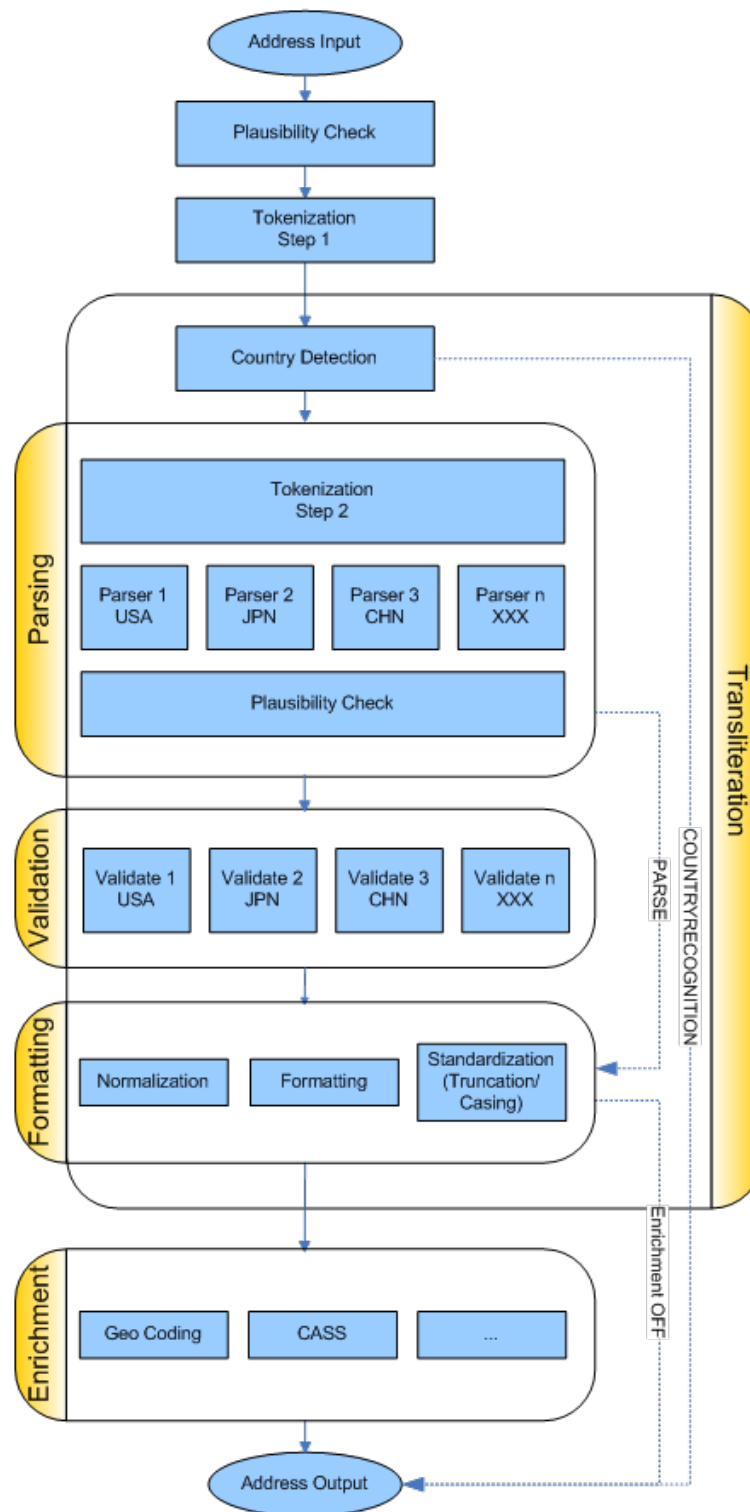 Address Input
Plausibility Check
Tokenization
Step 1
Country Detection
Parsing
Tokenization
Step 2
Parser 1
USA
Parser 2
JPN
Parser 3
CHN
Parser n
XXX
Plausibility Check
Transliteration
COUNTRYRECOGNITION
PARSE
Validation
Validate 1
USA
Validate 2
JPN
Validate 3
CHN
Validate n
XXX
Formatting
Normalization
Formatting
Standardization
(Truncation/
Casing)
Enrichment OFF
Enrichment
Geo Coding
CASS
...
Address Output